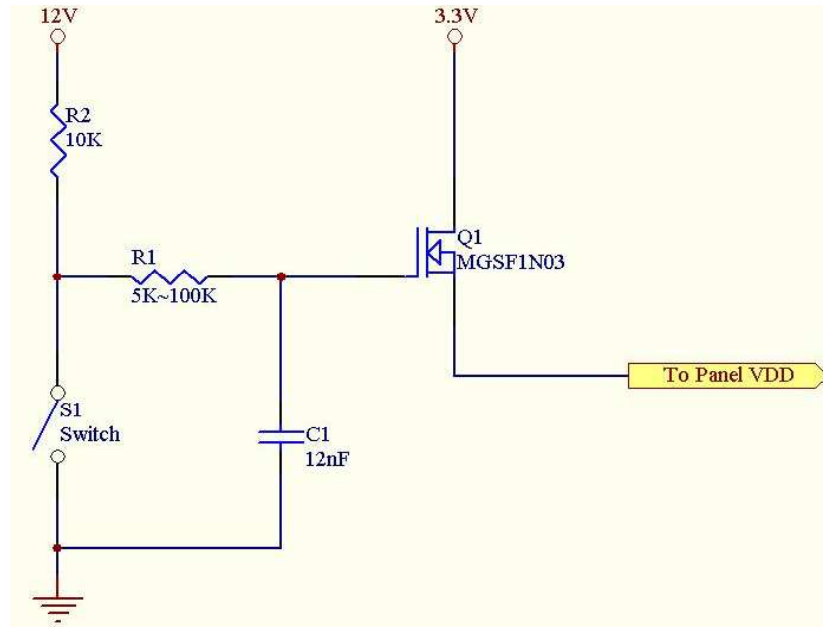 12V
3.3V
R2
10K
R1
5K~100K
Q1
MGSF1N03
To Panel VDD
S1
Switch
C1
12nF